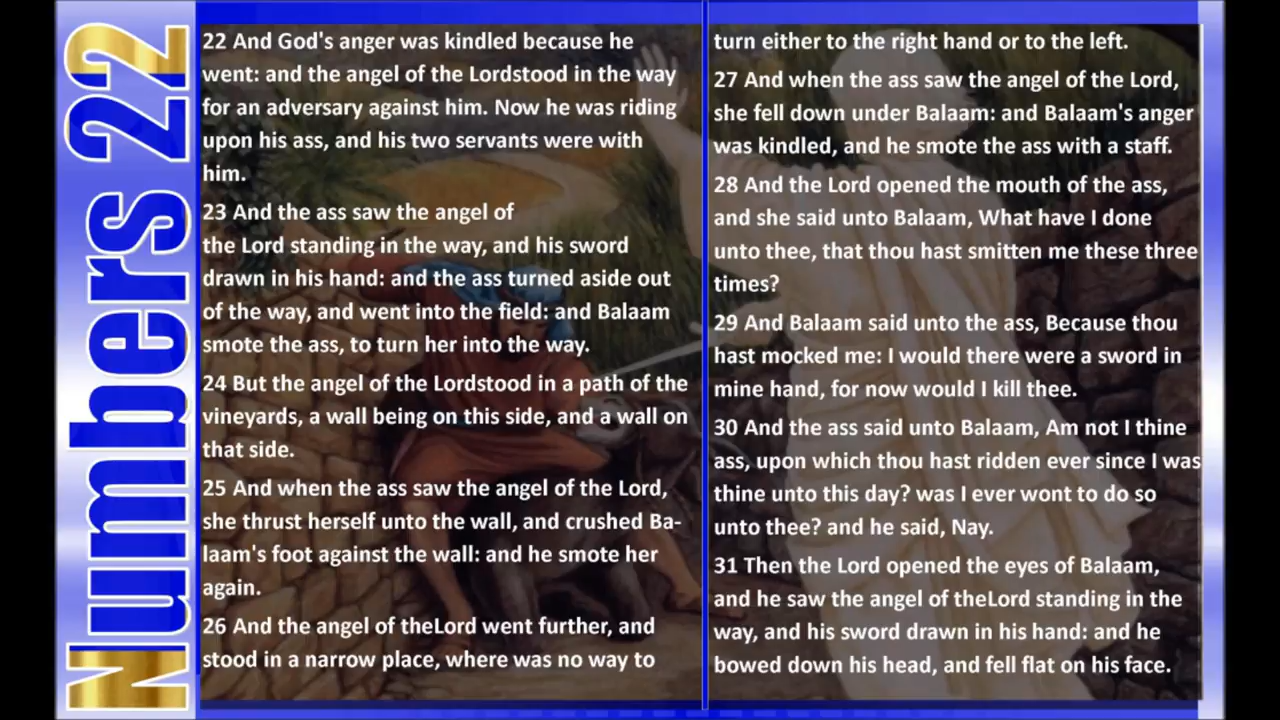 Numbers 22
22 And God's anger was kindled because he
went: and the angel of the Lordstood in the way
for an adversary against him. Now he was riding
upon his ass, and his two servants were with
him.
23 And the ass saw the angel of
the Lord standing in the way, and his sword
drawn in his hand: and the ass turned aside out
of the way, and went into the field: and Balaam
smote the ass, to turn her into the way.
24 But the angel of the Lordstood in a path of the
vineyards, a wall being on this side, and a wall on
that side.
25 And when the ass saw the angel of the Lord,
she thrust herself unto the wall, and crushed Ba-
laam's foot against the wall: and he smote her
again.
26 And the angel of theLord went further, and
stood in a narrow place, where was no way to
turn either to the right hand or to the left.
27 And when the ass saw the angel of the Lord,
she fell down under Balaam: and Balaam's anger
was kindled, and he smote the ass with a staff.
28 And the Lord opened the mouth of the ass,
and she said unto Balaam, What have I done
unto thee, that thou hast smitten me these three
times?
29 And Balaam said unto the ass, Because thou
hast mocked me: I would there were a sword in
mine hand, for now would I kill thee.
30 And the ass said unto Balaam, Am not I thine
ass, upon which thou hast ridden ever since I was
thine unto this day? was I ever wont to do so
unto thee? and he said, Nay.
31 Then the Lord opened the eyes of Balaam,
and he saw the angel of theLord standing in the
way, and his sword drawn in his hand: and he
bowed down his head, and fell flat on his face.